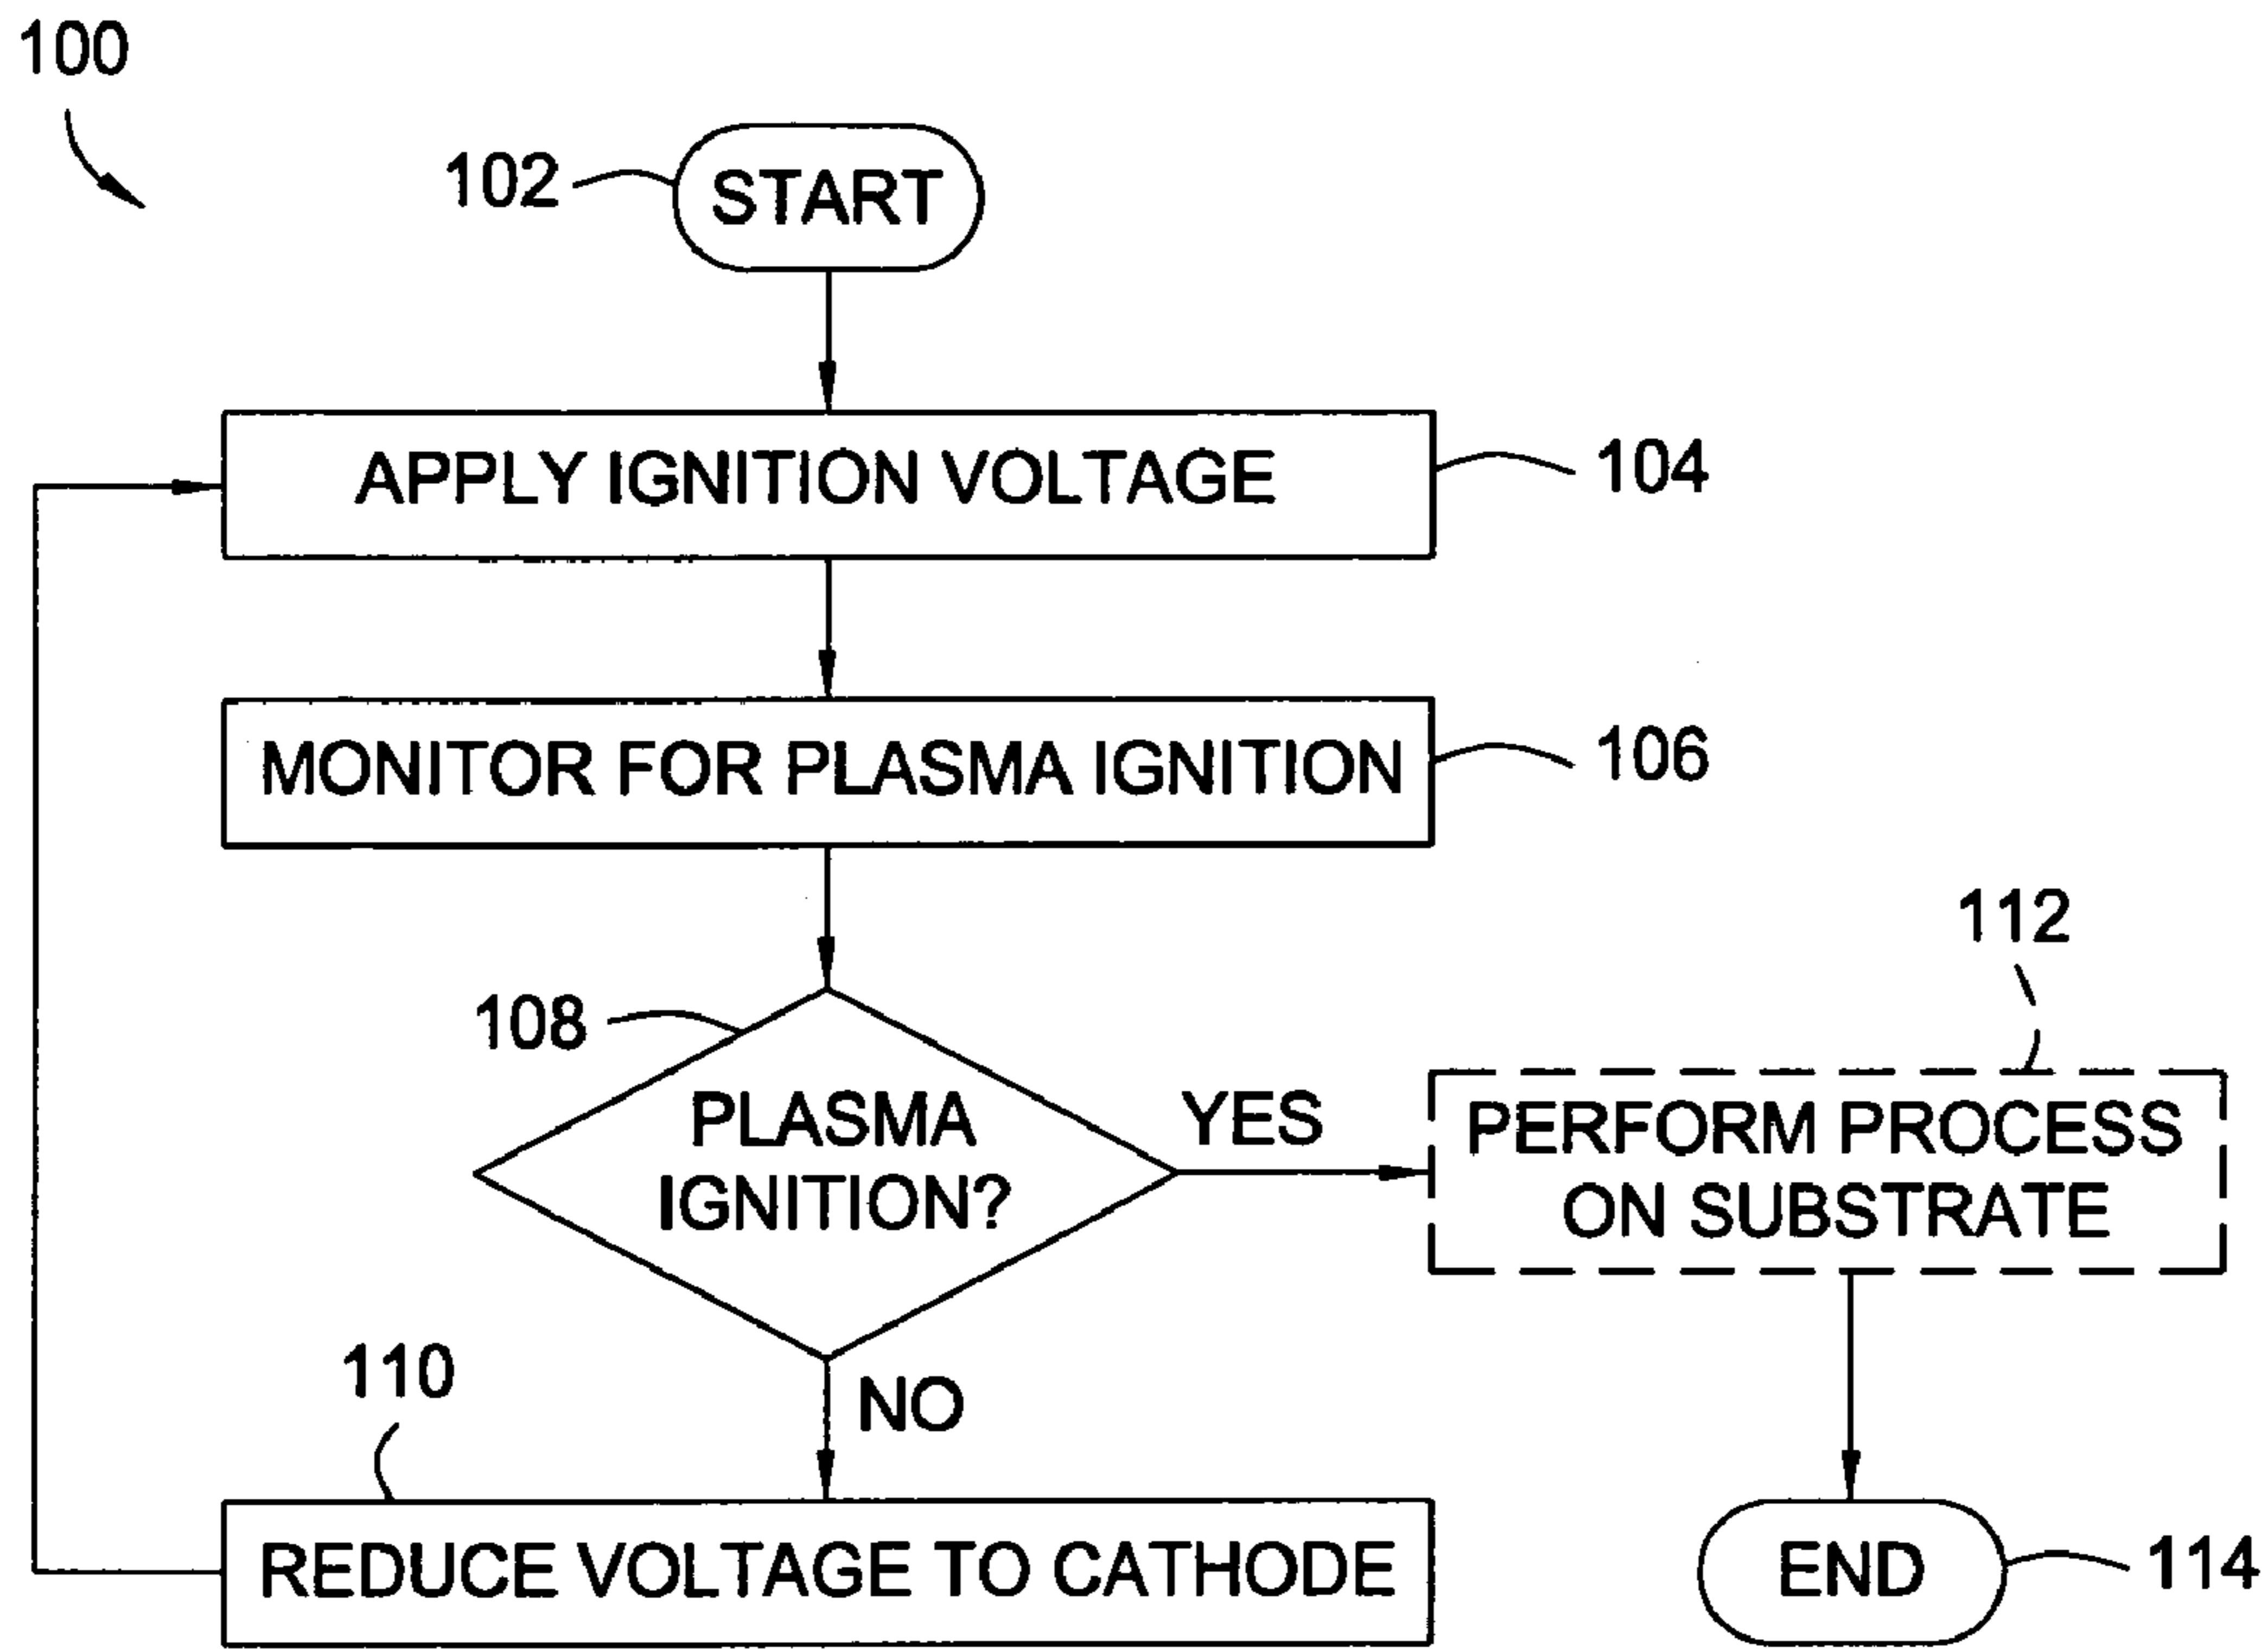 100
102
START
APPLY IGNITION VOLTAGE
104
MONITOR FOR PLASMA IGNITION
106
108
PLASMA
IGNITION?
YES
112
PERFORM PROCESS
ON SUBSTRATE
NO
110
REDUCE VOLTAGE TO CATHODE
END
114